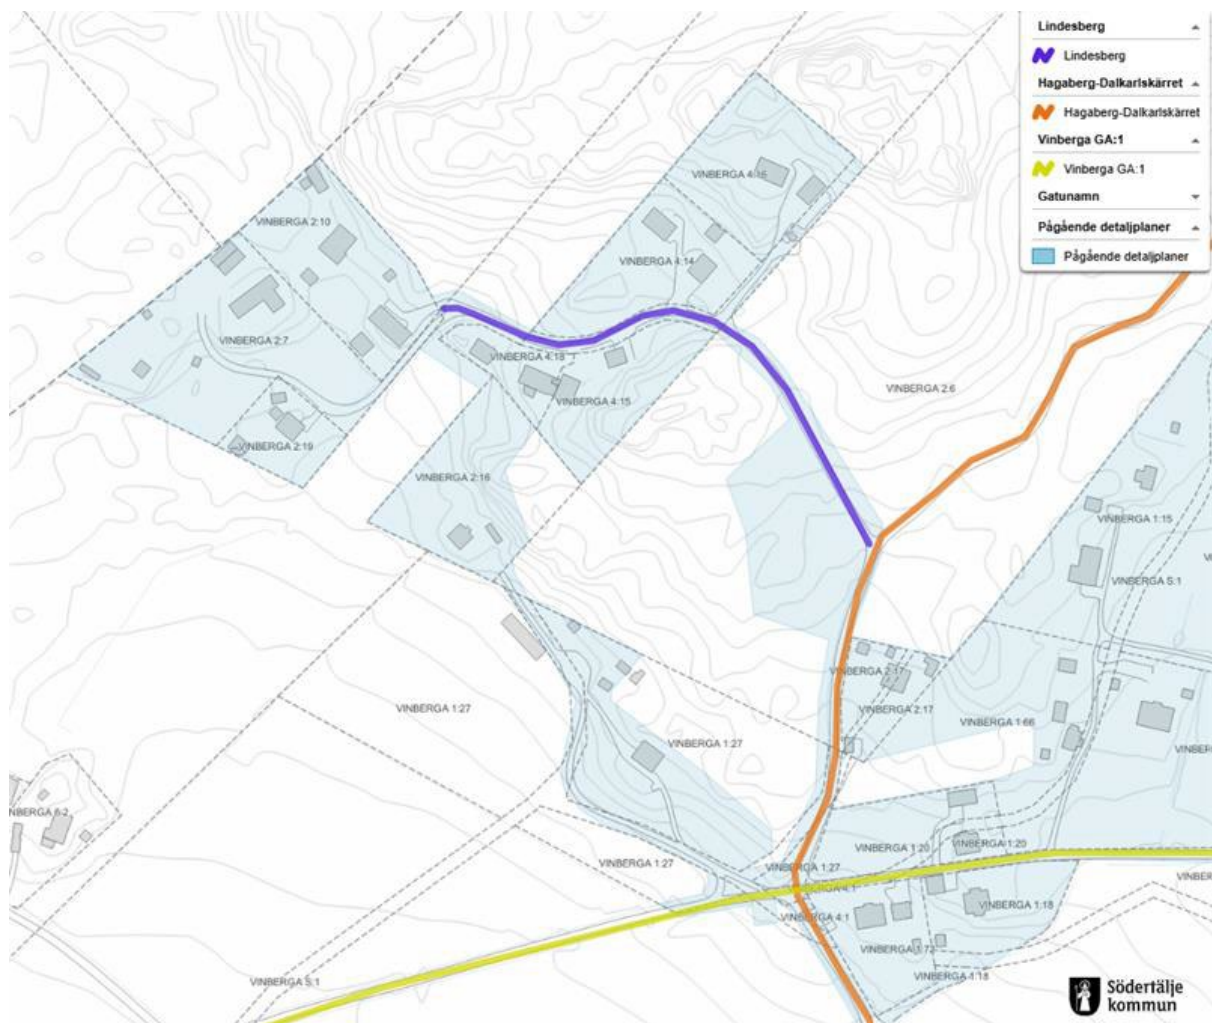 Lindesberg
Lindesberg
Hagaberg-Dalkarlskärret
Hagaberg-Dalkarlskärret
Vinberga GA:1
Vinberga GA:1
Gatunamn
Pågående detaljplaner
Pågående detaljplaner
VINBERGA 4:16
VINBERGA 2:10
VINBERGA 4:14
VINBERGA 2:7
VINBERGA 4:18
VINBERGA 2:6
VINBERGA 4:15
VINBERGA 2:19
VINBERGA 2:16
VINBERGA 1:15
VINBERGA S:1
VINBERGA 2:17
VINBERGA 2:17
VINBERGA 1:27
VINBERGA 1:66
VINBERGA 1:27
VINBERG
NBERGA 6:2
VINBERGA 1:20
VINBERGA 1:20
VINBERGA 1:27
VINBERGA 1:27
VINBERGA 4:1
VINBERGA 1:18
VINBERGA 4:1
VINBERGA 1:72
VINBERGA S:1
VINBERGA 1:18
Södertälje
kommun